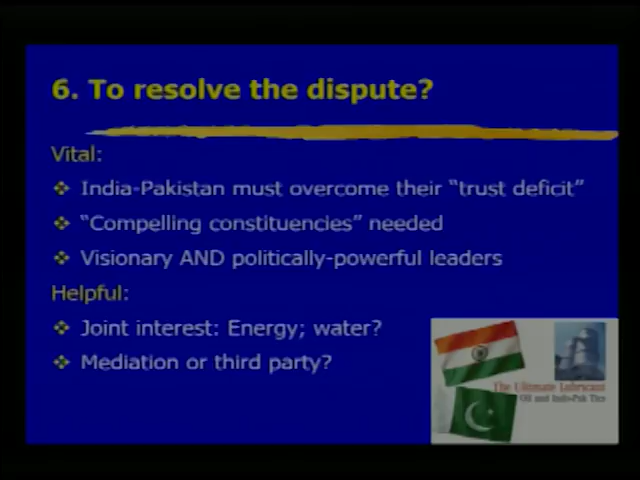 6. To resolve the dispute?
Vital:
❖ India-Pakistan must overcome their “trust deficit”
❖ “Compelling constituencies” needed
❖ Visionary AND politically-powerful leaders
Helpful:
❖ Joint interest: Energy; water?
❖ Mediation or third party?
The Ultimate Lubricant
Oil and Indo-Pak Ties